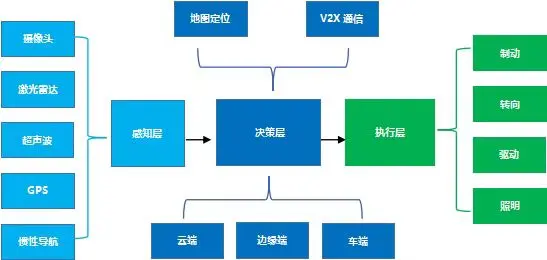 地图定位
V2X 通信
摄像头
激光雷达
超声波
GPS
惯性导航
感知层
决策层
执行层
制动
转向
驱动
照明
云端
边缘端
车端